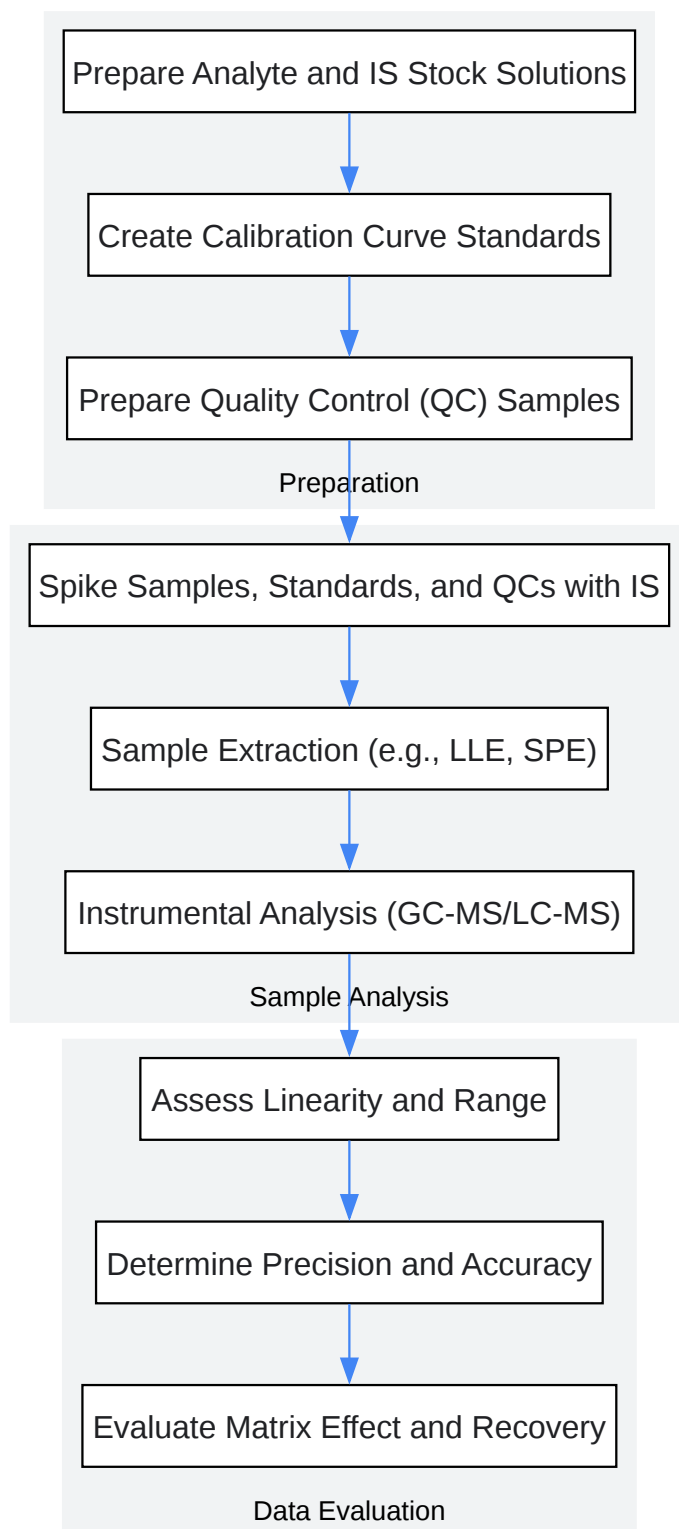 Prepare Analyte and IS Stock Solutions
Create Calibration Curve Standards
Prepare Quality Control (QC) Samples
Preparation
Spike Samples, Standards, and QCs with IS
Sample Extraction (e.g., LLE, SPE)
Instrumental Analysis (GC-MS/LC-MS)
Sample Analysis
Assess Linearity and Range
Determine Precision and Accuracy
Evaluate Matrix Effect and Recovery
Data Evaluation